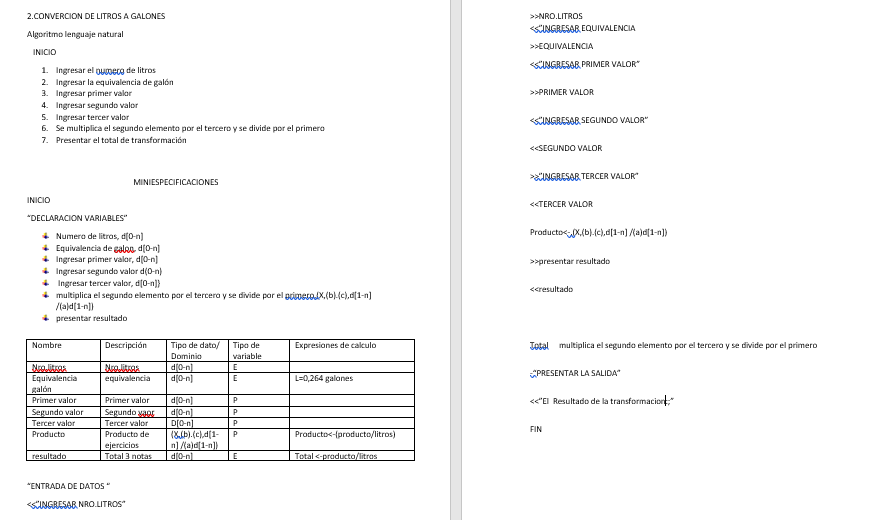 2.CONVERCION DE LITROS A GALONES
Algoritmo lenguaje natural
INICIO
1. Ingresar el numero de litros
2. Ingresar la equivalencia de galón
3. Ingresar primer valor
4. Ingresar segundo valor
5. Ingresar tercer valor
6. Se multiplica el segundo elemento por el tercero y se divide por el primero
7. Presentar el total de transformación
MINIESPECIFICACIONES
INICIO
“DECLARACION VARIABLES”
Numero de litros, d[0-n]
Equivalencia de galon, d[0-n]
Ingresar primer valor, d[0-n]
Ingresar segundo valor d(0-n)
Ingresar tercer valor, d[0-n]}
multiplica el segundo elemento por el tercero y se divide por el primero,(X,(b).(c),d[1-n]
/(a)d[1-n])
presentar resultado
Nombre Descripción Tipo de dato/ Tipo de Expresiones de calculo
Dominio variable
Nro.litros Nro.litros d[0-n] E
Equivalencia equivalencia d[0-n] E L=0,264 galones
galón
Primer valor Primer valor d[0-n] P
Segundo valor Segundo vaor d[0-n] P
Tercer valor Tercer valor D[0-n] P
Producto Producto de (X,(b).(c),d[1- P Producto<-(producto/litros)
ejercicios n] /(a)d[1-n])
resultado Total 3 notas d[0-n] E Total <-producto/litros
“ENTRADA DE DATOS “
<<“INGRESAR NRO.LITROS”
>>NRO.LITROS
<<“INGRESAR EQUIVALENCIA
>>EQUIVALENCIA
<<“INGRESAR PRIMER VALOR”
>>PRIMER VALOR
<<“INGRESAR SEGUNDO VALOR”
<<SEGUNDO VALOR
>>“INGRESAR TERCER VALOR”
<<TERCER VALOR
Producto<-,(X,(b).(c),d[1-n] /(a)d[1-n])
>>presentar resultado
<<resultado
Total multiplica el segundo elemento por el tercero y se divide por el primero
;“PRESENTAR LA SALIDA”
<<“El Resultado de la transformacion:;”
FIN